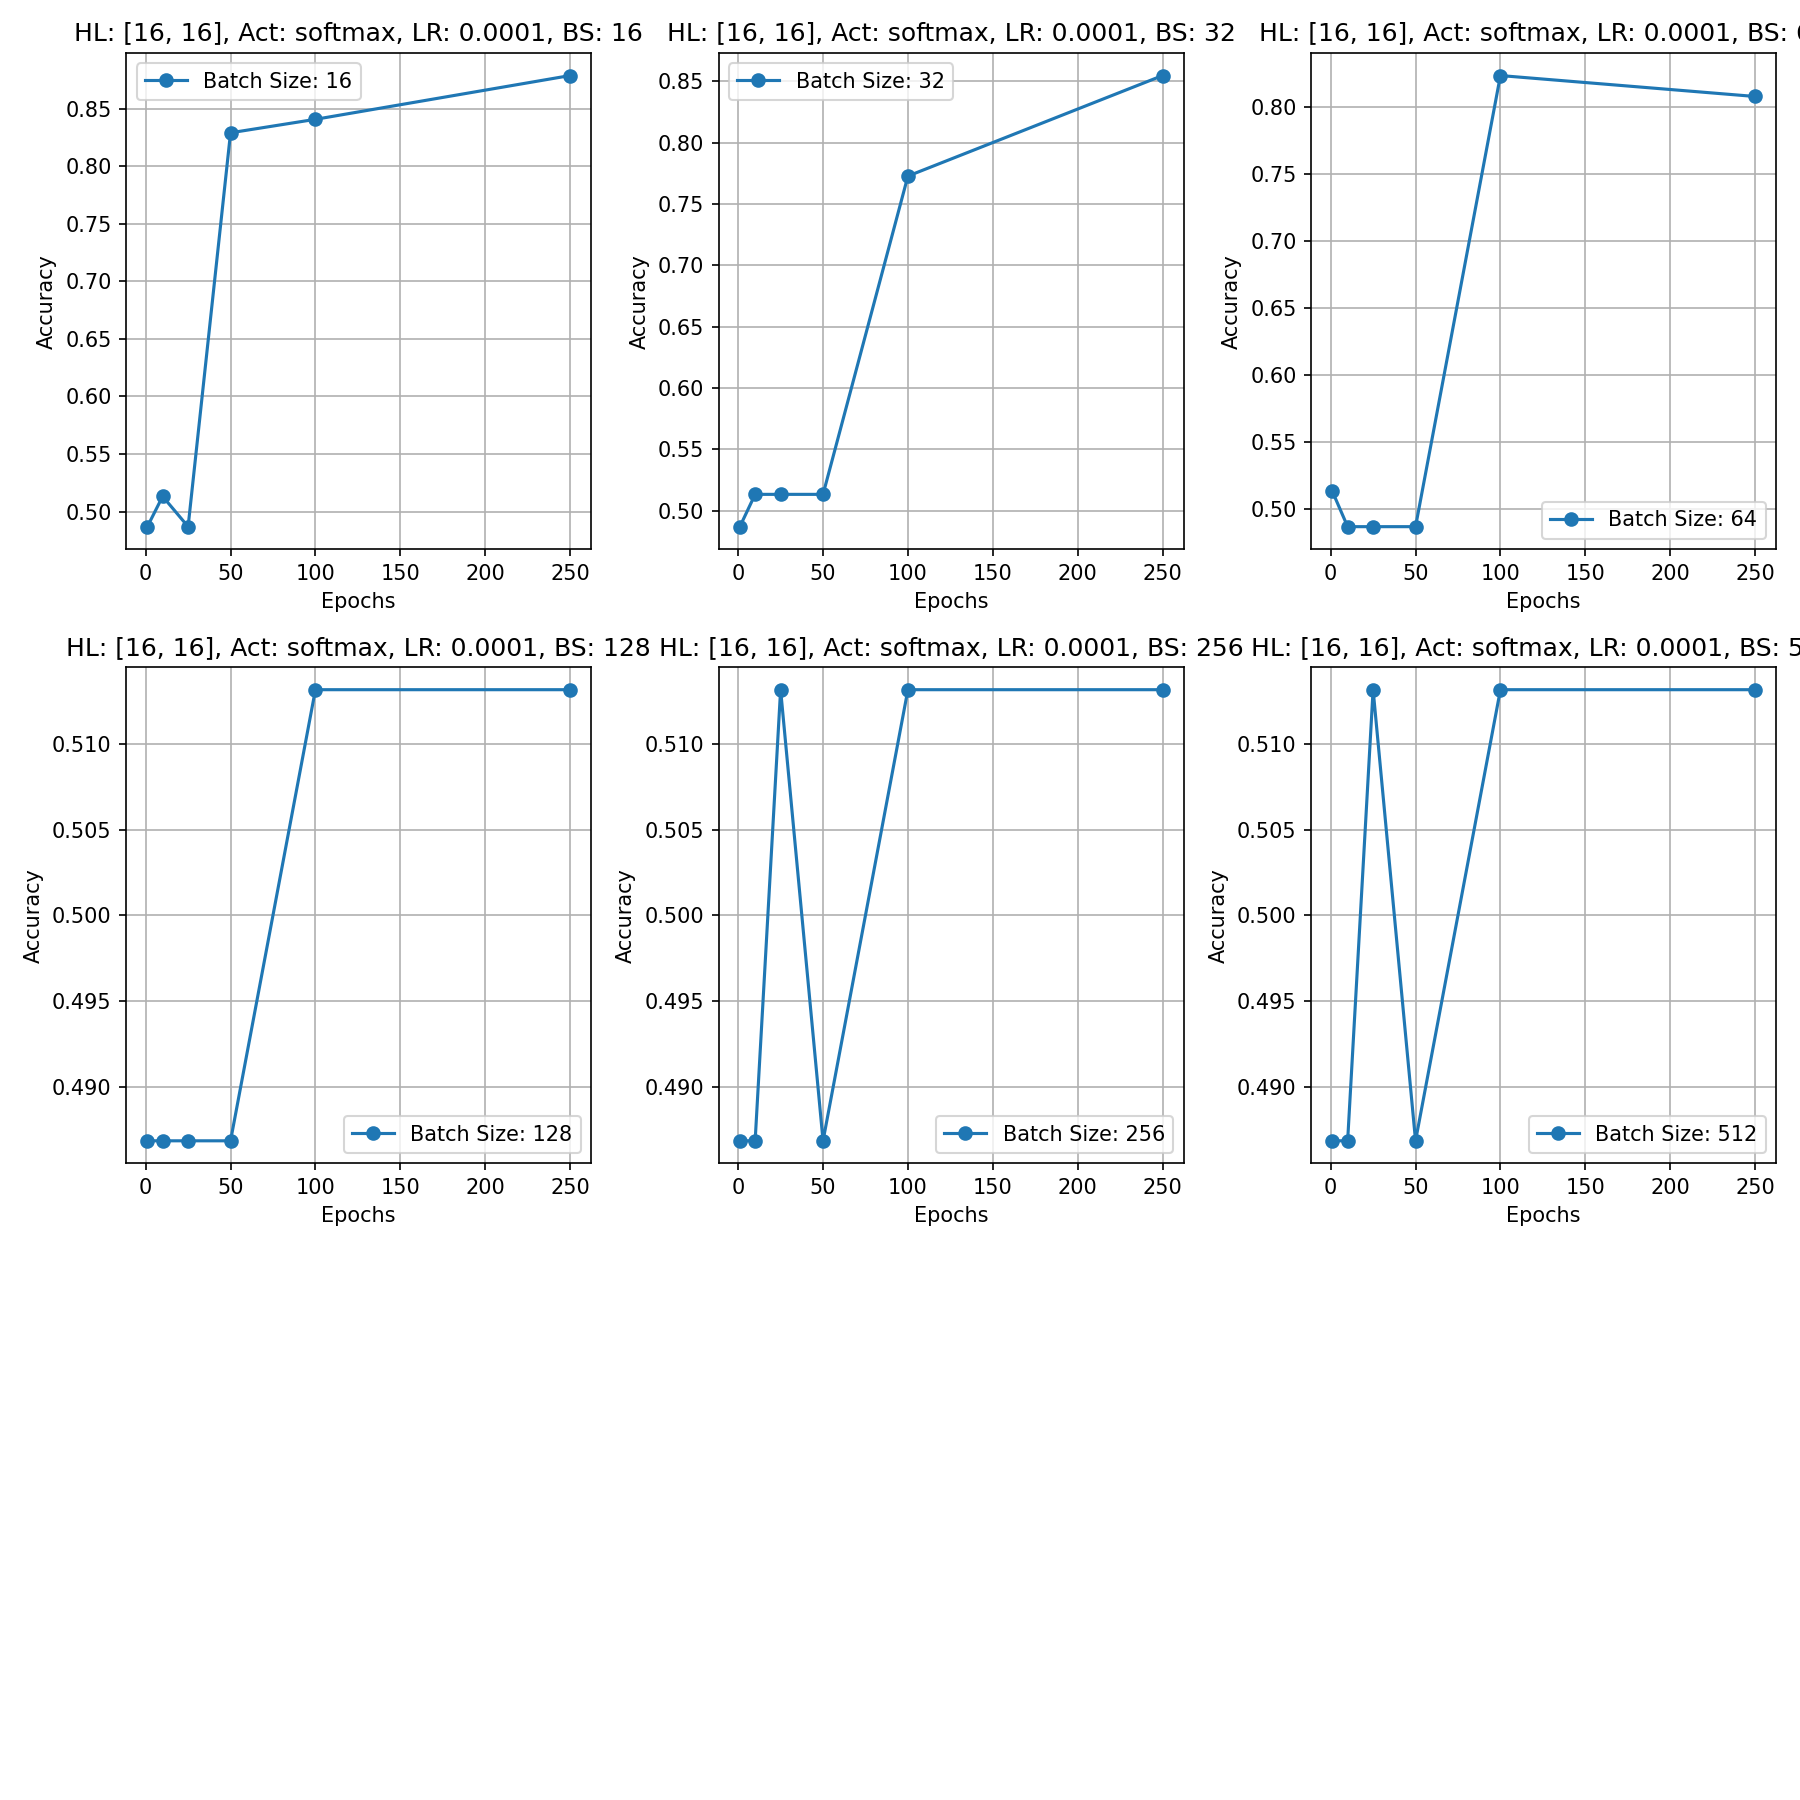 HL: [16, 16], Act: softmax, LR: 0.0001, BS: 16
Batch Size: 16
0.85
0.80
0.75
0.70
0.65
0.60
0.55
0.50
Accuracy
0 50 100 150 200 250
Epochs
HL: [16, 16], Act: softmax, LR: 0.0001, BS: 32
Batch Size: 32
0.85
0.80
0.75
0.70
0.65
0.60
0.55
0.50
Accuracy
0 50 100 150 200 250
Epochs
HL: [16, 16], Act: softmax, LR: 0.0001, BS:
0.80
0.75
0.70
0.65
0.60
0.55
0.50
Accuracy
Batch Size: 64
0 50 100 150 200 250
Epochs
HL: [16, 16], Act: softmax, LR: 0.0001, BS: 128
0.510
0.505
0.500
0.495
0.490
Accuracy
Batch Size: 128
0 50 100 150 200 250
Epochs
HL: [16, 16], Act: softmax, LR: 0.0001, BS: 256
0.510
0.505
0.500
0.495
0.490
Accuracy
Batch Size: 256
0 50 100 150 200 250
Epochs
HL: [16, 16], Act: softmax, LR: 0.0001, BS: 5
0.510
0.505
0.500
0.495
0.490
Accuracy
Batch Size: 512
0 50 100 150 200 250
Epochs